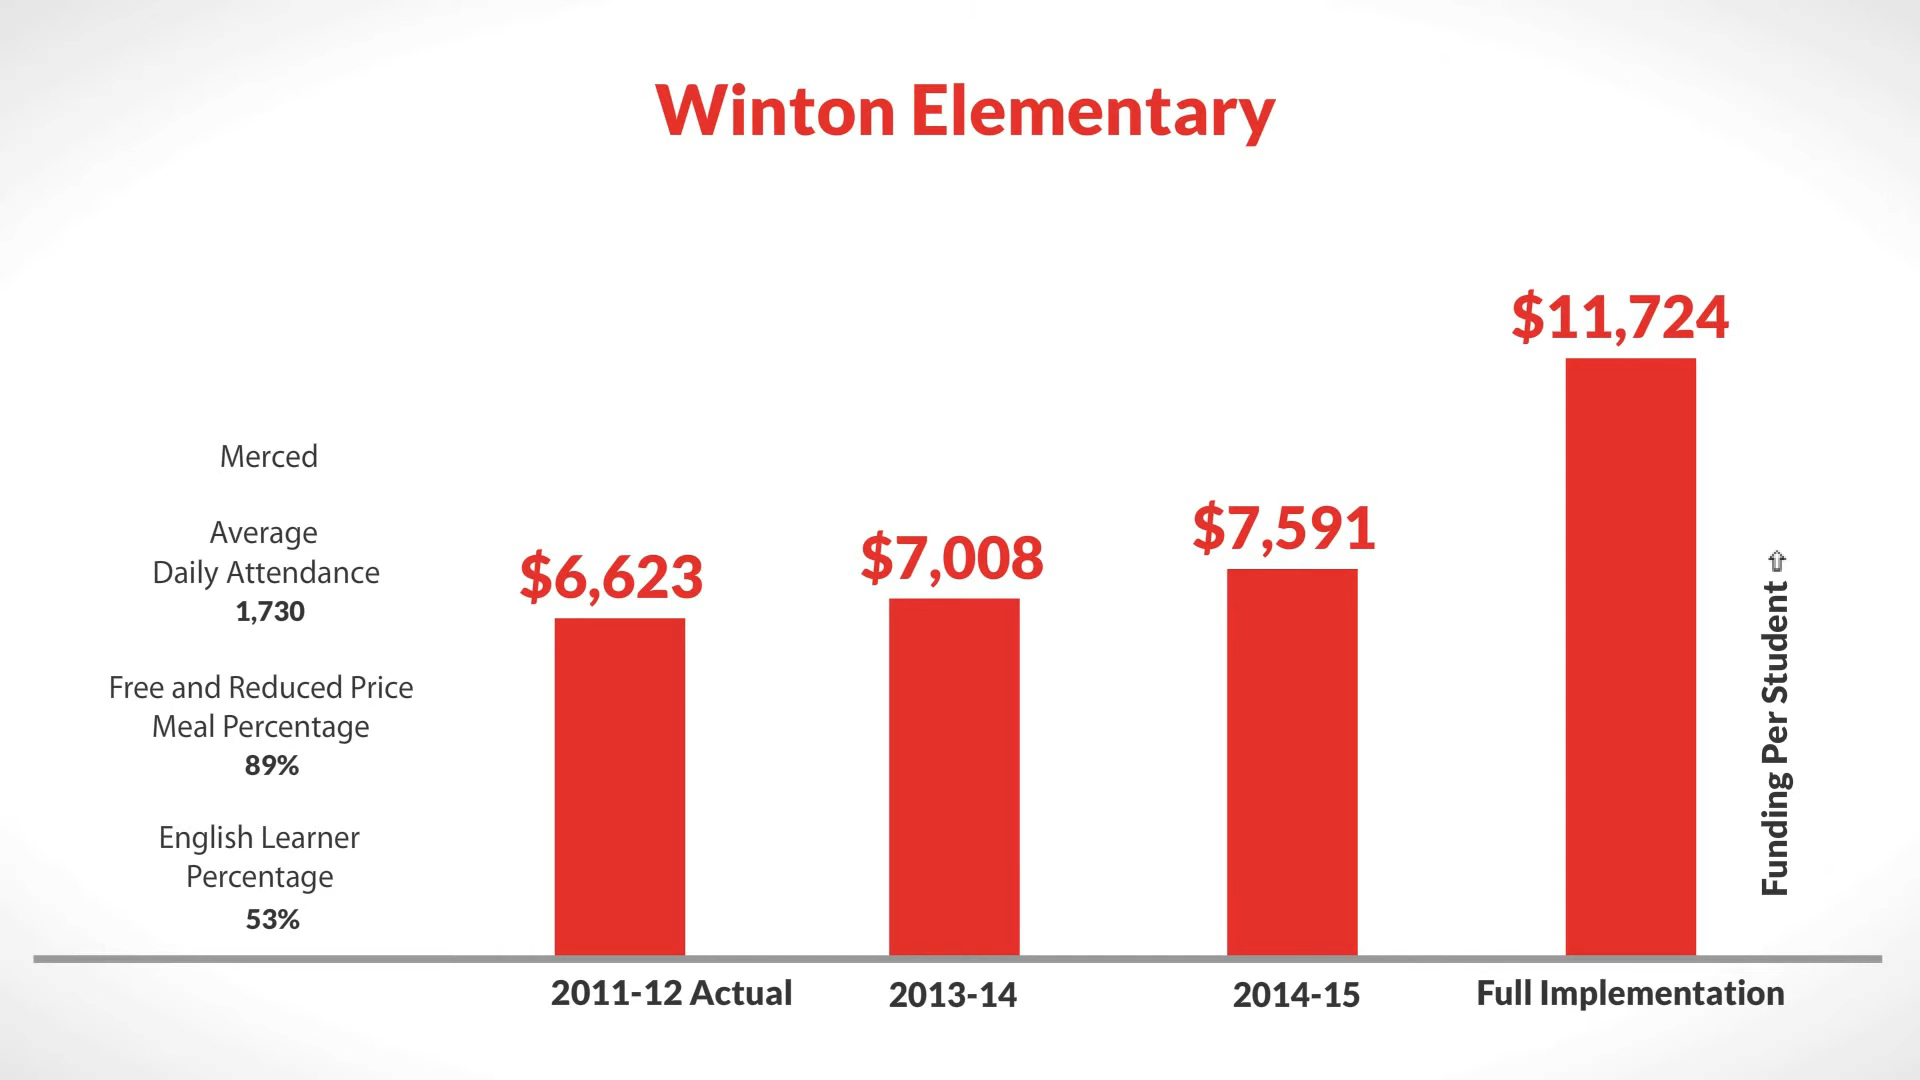 Winton Elementary
Merced
Average
Daily Attendance
1,730
Free and Reduced Price
Meal Percentage
89%
English Learner
Percentage
53%
$6,623
$7,008
$7,591
$11,724
Funding Per Student ⇧
2011-12 Actual
2013-14
2014-15
Full Implementation